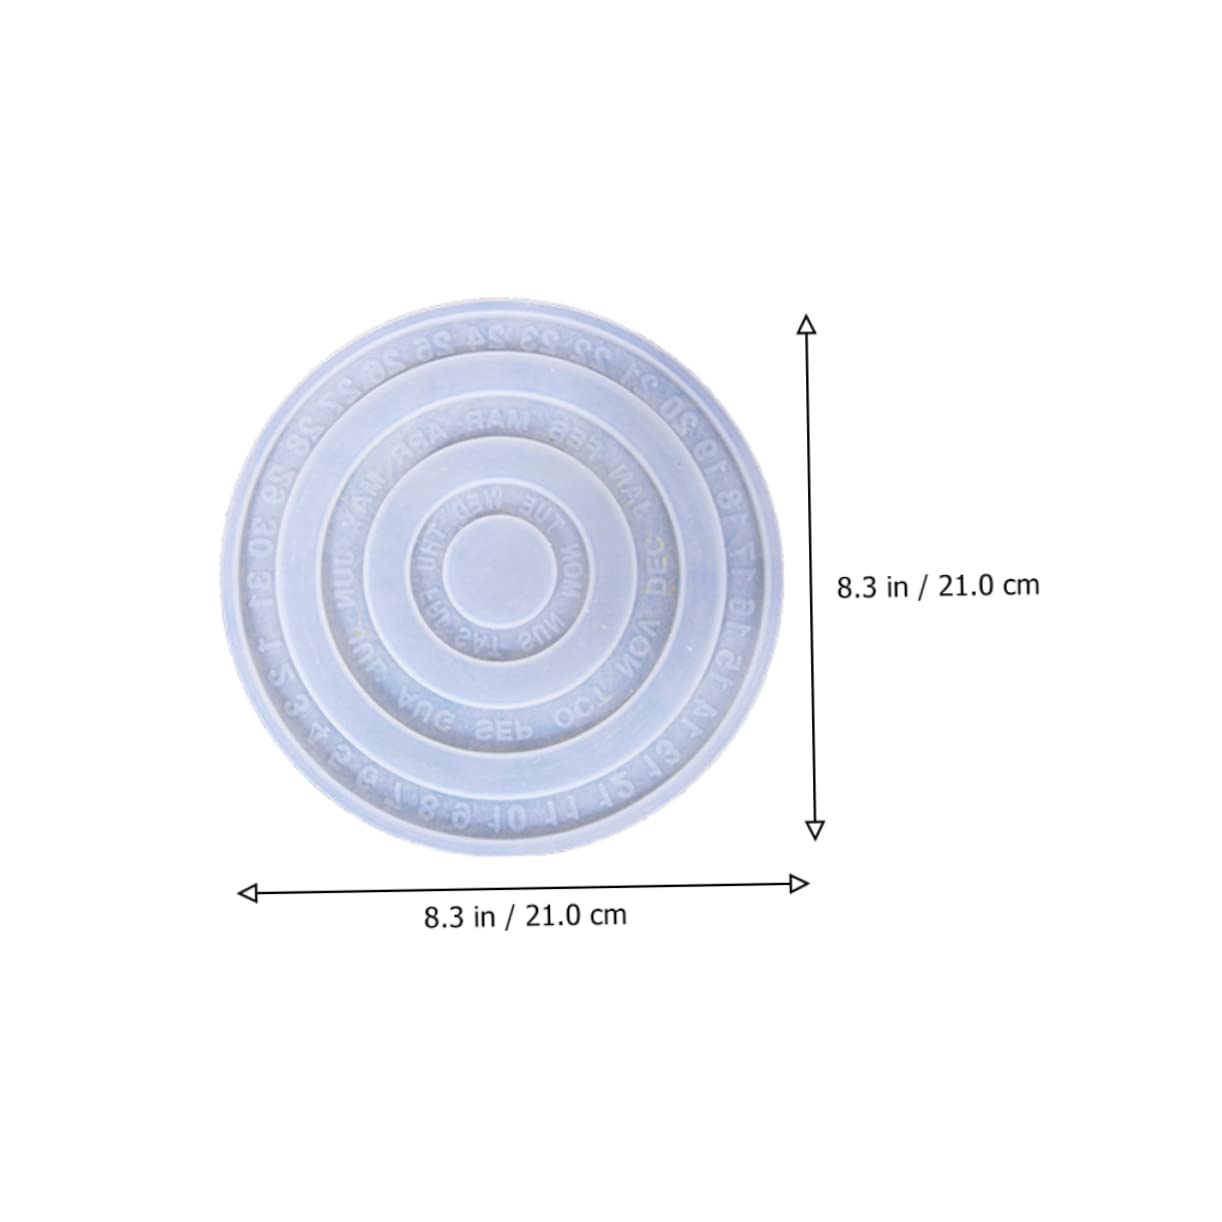 22 23 24 25 26 27 28 29 30 31 1 2 3 4 5 6 7 8 9 10 11 12 13 14 15 16 17 18 19 20 21
JAN FEB MAR APR MAY JUN JUL AUG SEP OCT NOV DEC
MON TUE WED THU FRI SAT SUN
8.3 in / 21.0 cm
8.3 in / 21.0 cm